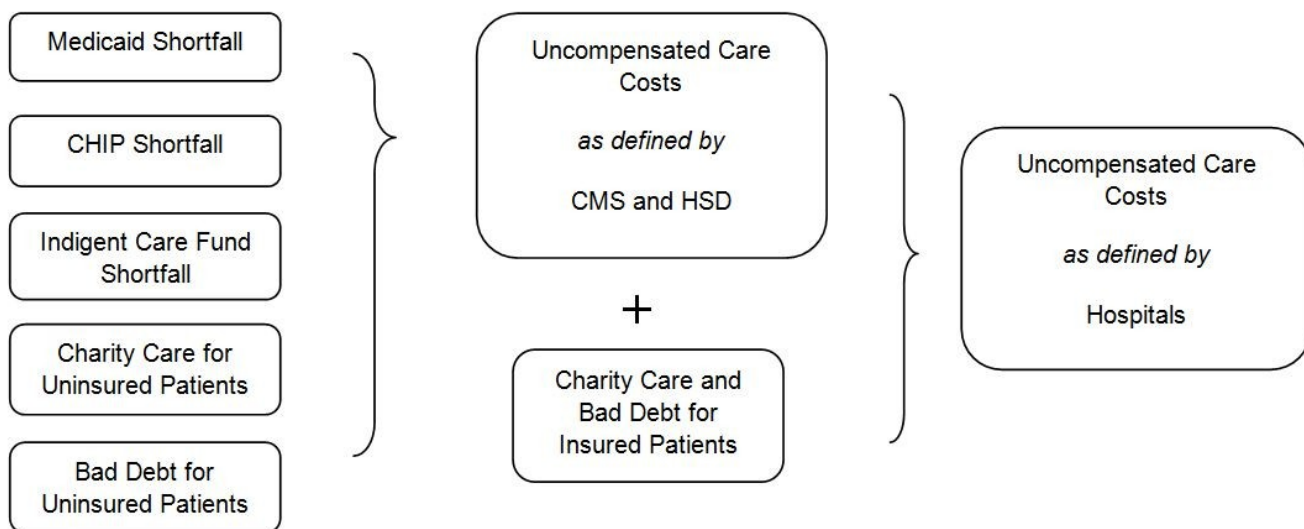 Medicaid Shortfall
CHIP Shortfall
Indigent Care Fund
Shortfall
Charity Care for
Uninsured Patients
Bad Debt for
Uninsured Patients
Uncompensated Care
Costs
as defined by
CMS and HSD
+
Charity Care and
Bad Debt for
Insured Patients
Uncompensated Care
Costs
as defined by
Hospitals